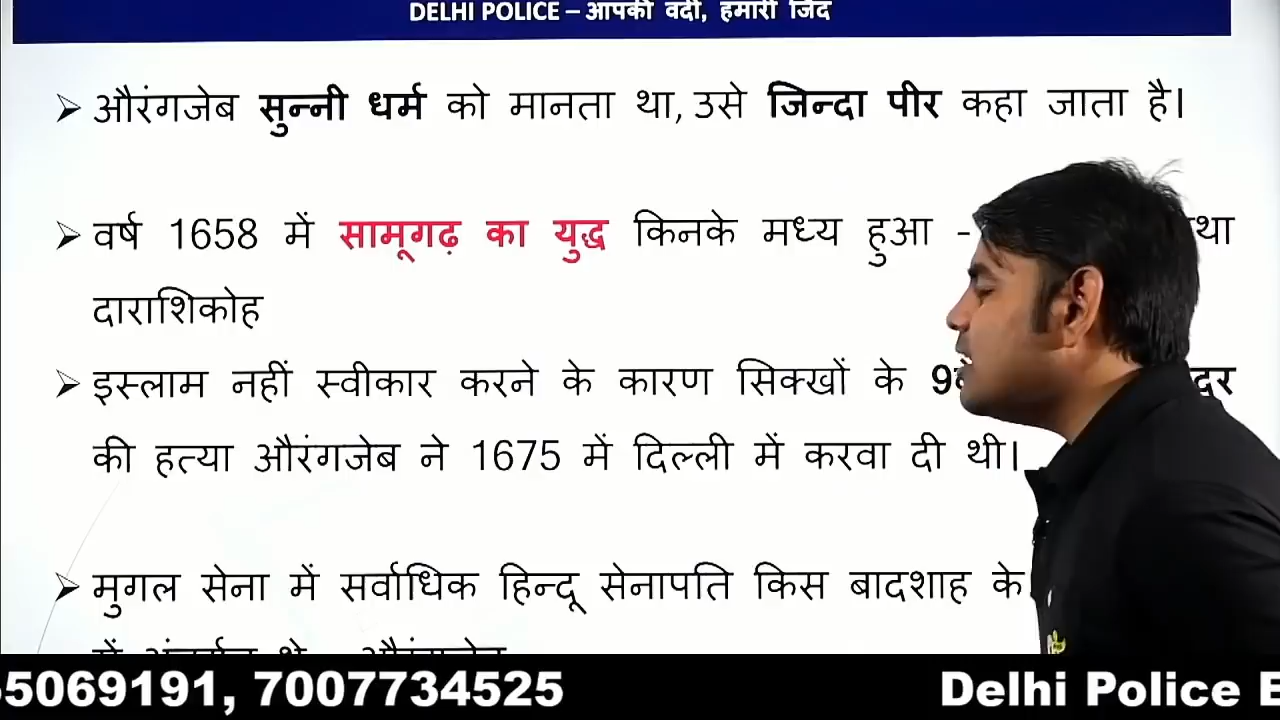 DELHI POLICE – आपकी वर्दी, हमारी जिद
➢ औरंगजेब सुन्नी धर्म को मानता था, उसे जिन्दा पीर कहा जाता है।
➢ वर्ष 1658 में सामूगढ़ का युद्ध किनके मध्य हुआ –
दाराशिकोह
➢ इस्लाम नहीं स्वीकार करने के कारण सिक्खों के
की हत्या औरंगजेब ने 1675 में दिल्ली में करवा दी थी।
➢ मुगल सेना में सर्वाधिक हिन्दू सेनापति किस बादशाह के
5069191, 7007734525 Delhi Police